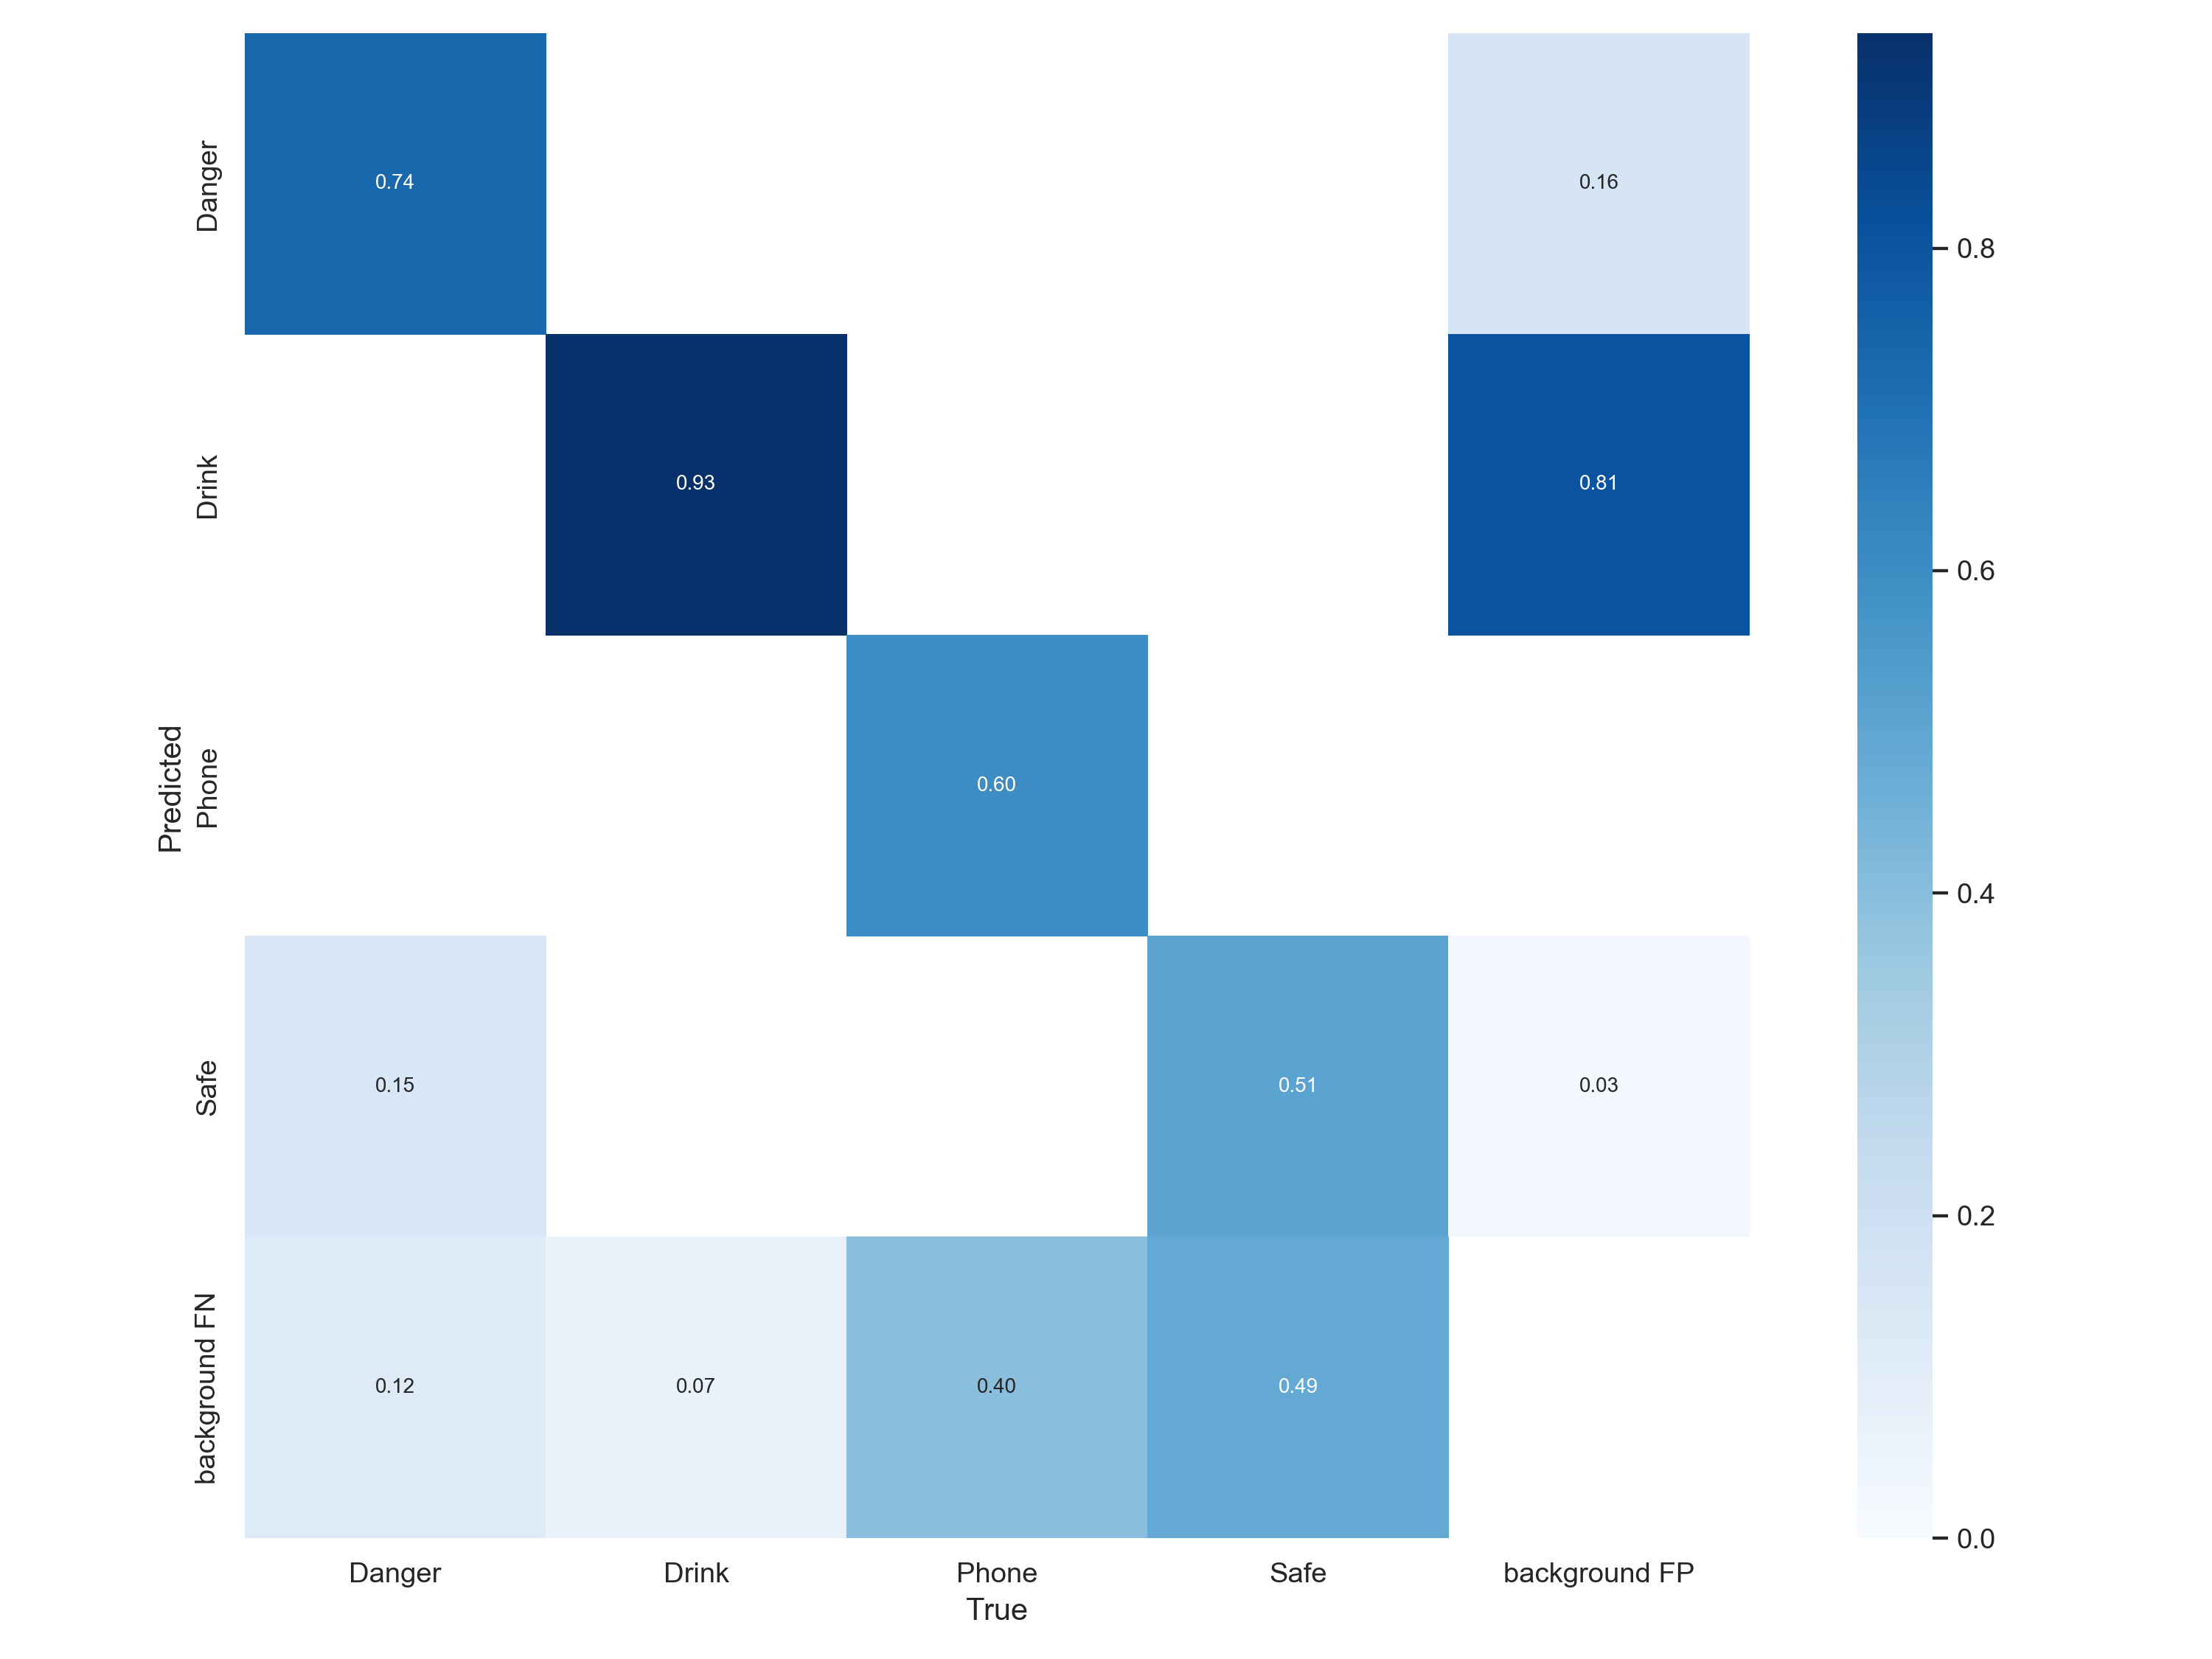 Danger
0.74
0.16
0.8
Drink
0.93
0.81
0.6
Predicted
Phone
0.60
0.4
Safe
0.15
0.51
0.03
0.2
background FN
0.12
0.07
0.40
0.49
0.0
Danger
Drink
Phone
Safe
background FP
True